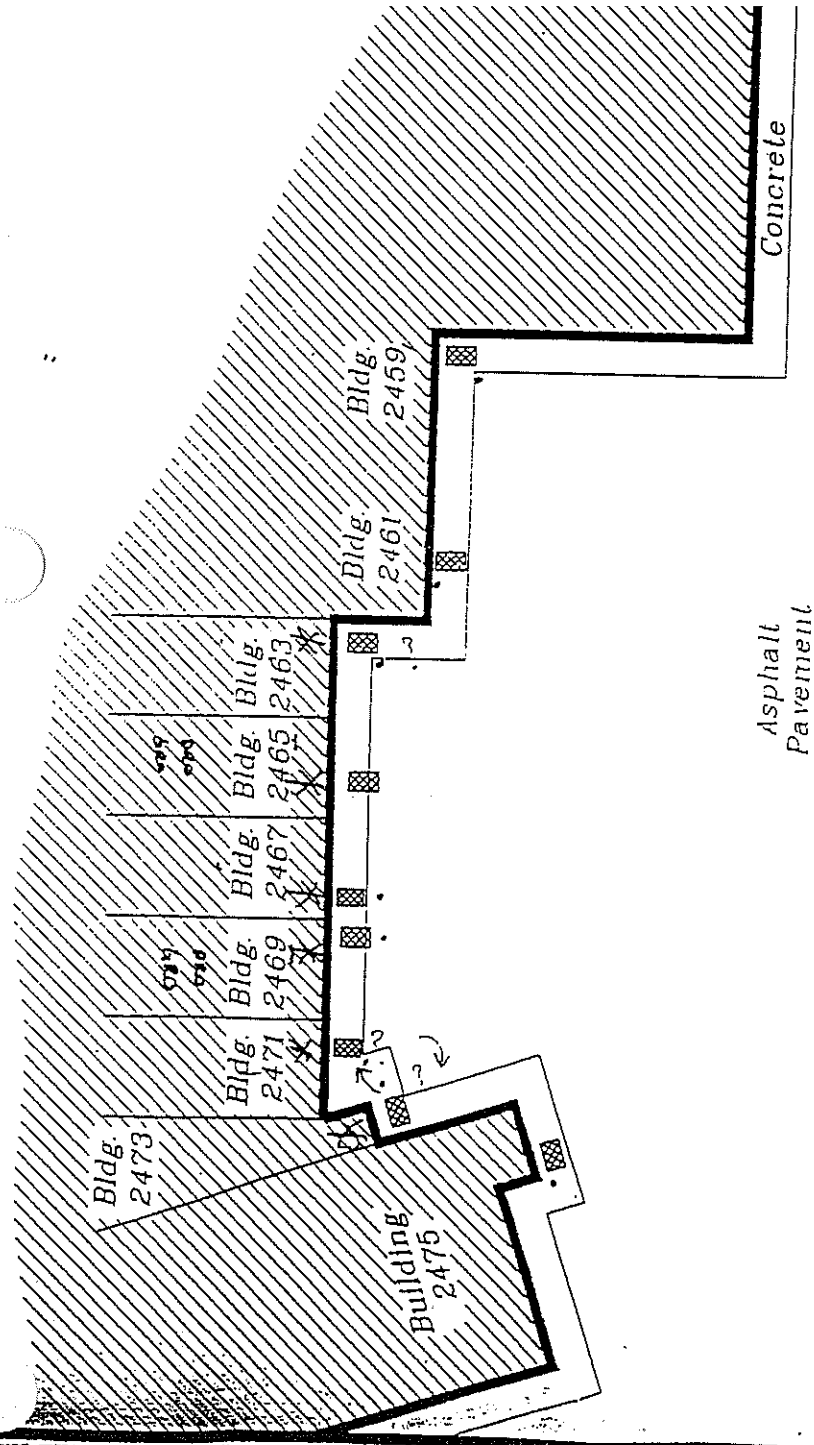 Bldg.
2473
Bldg.
2471
Bldg.
2469
Bldg.
2467
Bldg.
2465
Bldg.
2463
Bldg.
2461
Bldg.
2459
Building
2475
?
?
?
Concrete
Asphalt
Pavement